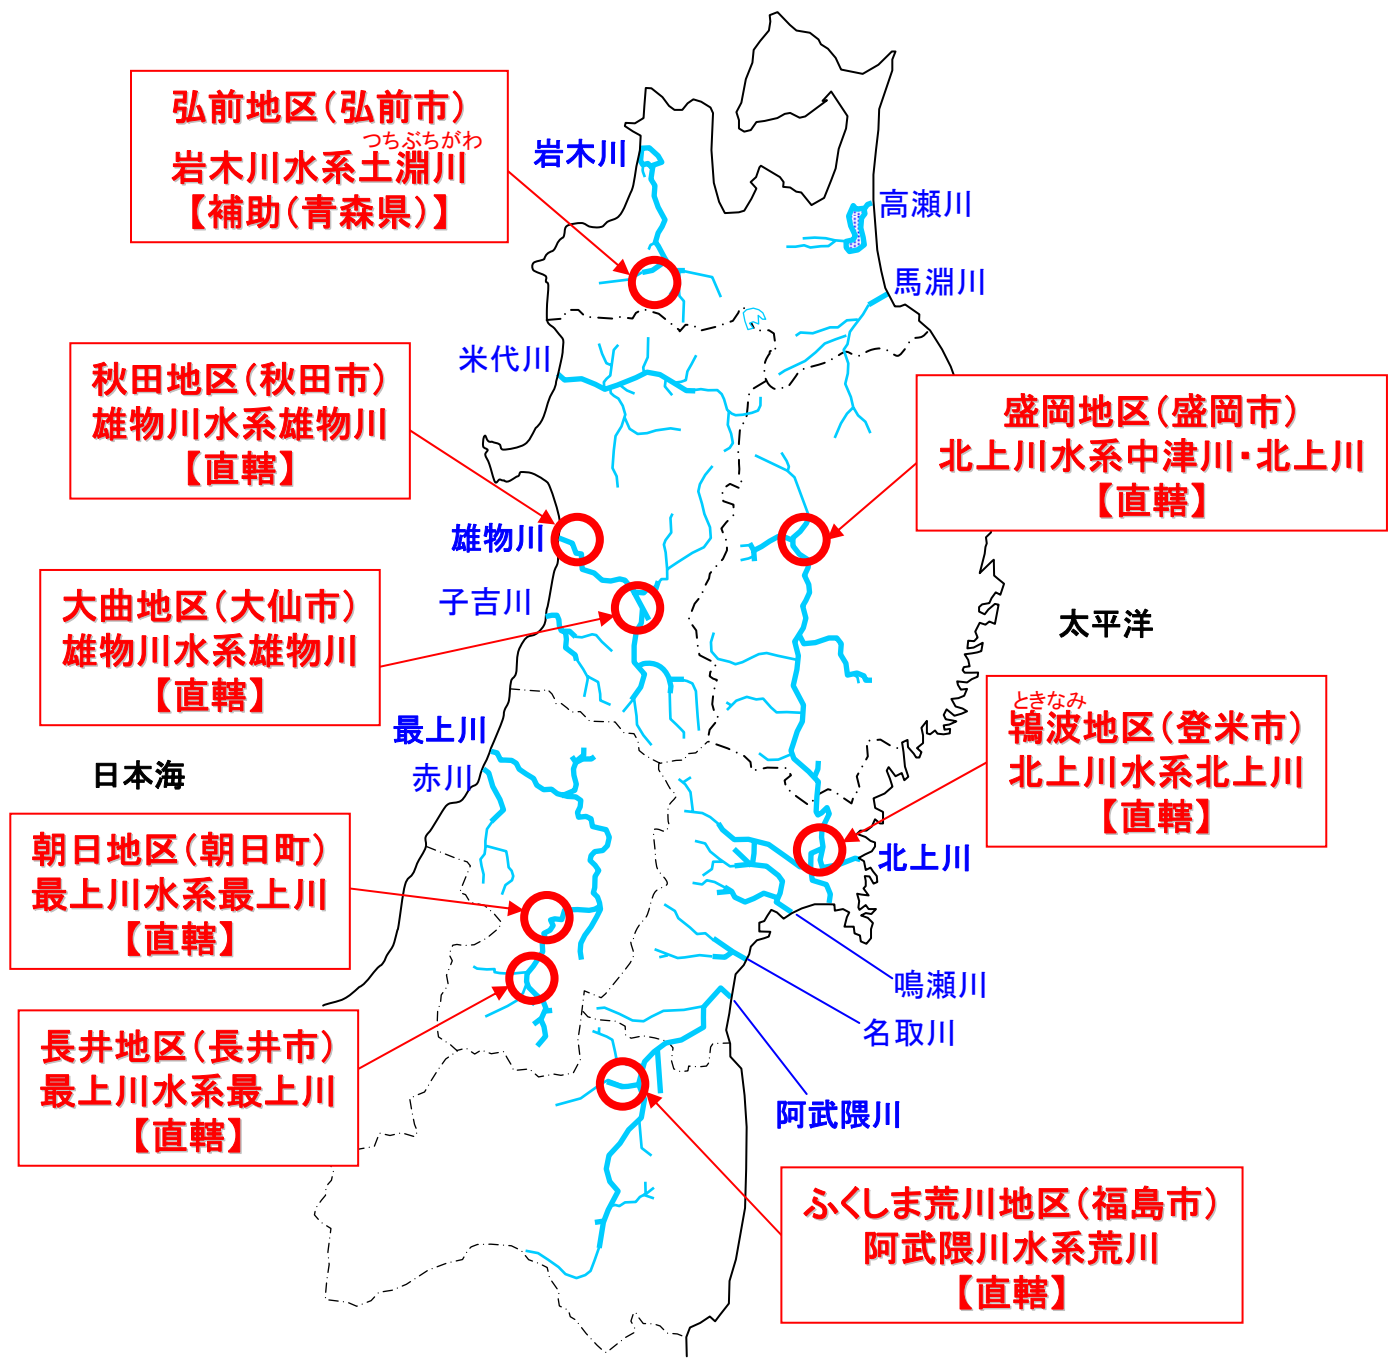 弘前地区（弘前市）
つちぶちがわ
岩木川水系土淵川
【補助（青森県）】
岩木川
高瀬川
馬淵川
米代川
秋田地区（秋田市）
雄物川水系雄物川
【直轄】
盛岡地区（盛岡市）
北上川水系中津川・北上川
【直轄】
雄物川
子吉川
大曲地区（大仙市）
雄物川水系雄物川
【直轄】
太平洋
ときなみ
鴇波地区（登米市）
北上川水系北上川
【直轄】
最上川
赤川
日本海
朝日地区（朝日町）
最上川水系最上川
【直轄】
北上川
鳴瀬川
名取川
長井地区（長井市）
最上川水系最上川
【直轄】
阿武隈川
ふくしま荒川地区（福島市）
阿武隈川水系荒川
【直轄】